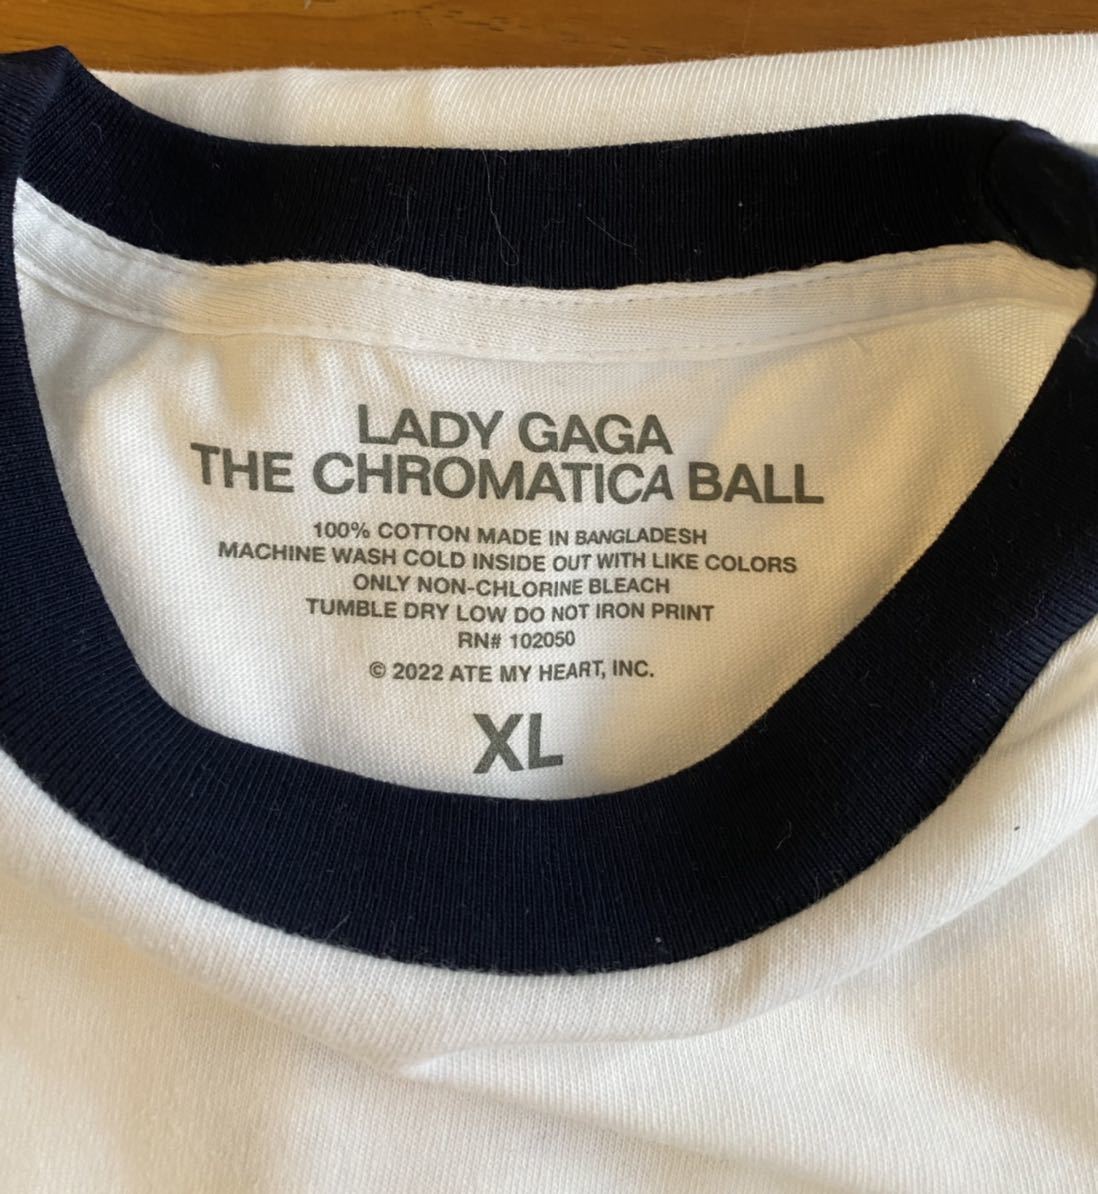 LADY GAGA
THE CHROMATICA BALL
100% COTTON MADE IN BANGLADESH
MACHINE WASH COLD INSIDE OUT WITH LIKE COLORS
ONLY NON-CHLORINE BLEACH
TUMBLE DRY LOW DO NOT IRON PRINT
RN# 102050
© 2022 ATE MY HEART, INC.
XL